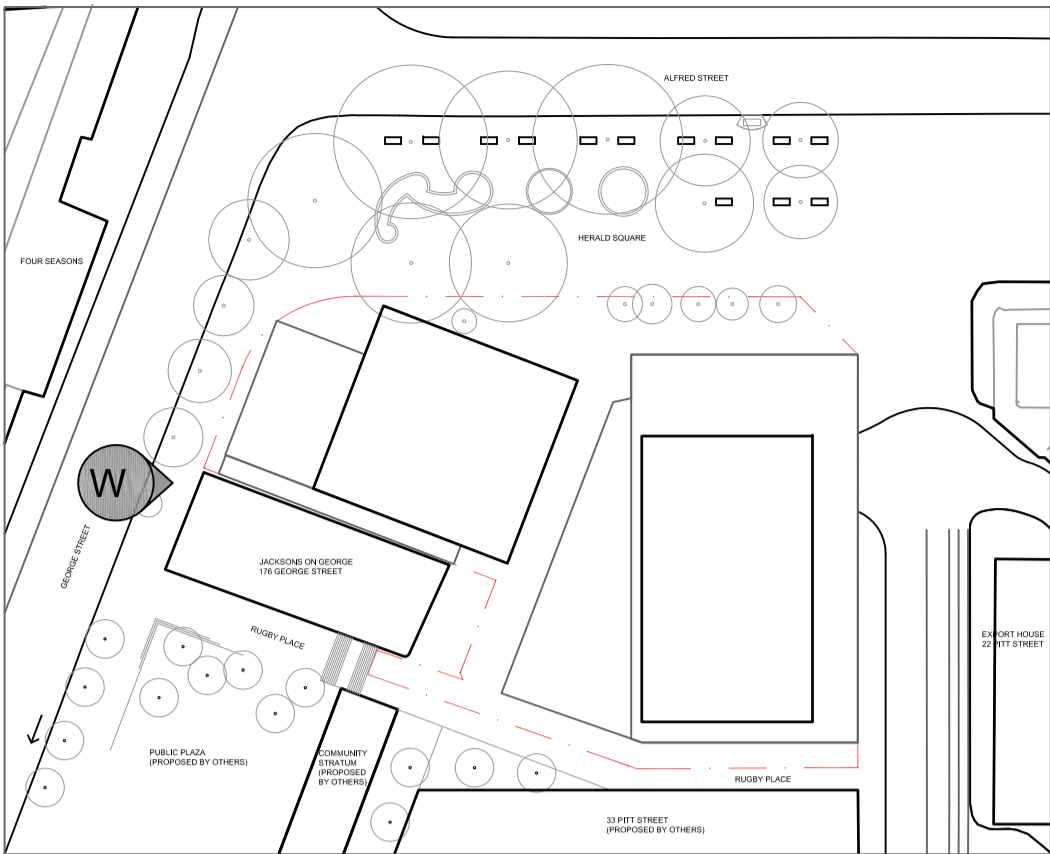 ALFRED STREET
HERALD SQUARE
FOUR SEASONS
W
GEORGE STREET
JACKSONS ON GEORGE
176 GEORGE STREET
RUGBY PLACE
EXPORT HOUSE
22 PITT STREET
PUBLIC PLAZA
(PROPOSED BY OTHERS)
COMMUNITY
STRATUM
(PROPOSED
BY OTHERS)
RUGBY PLACE
33 PITT STREET
(PROPOSED BY OTHERS)